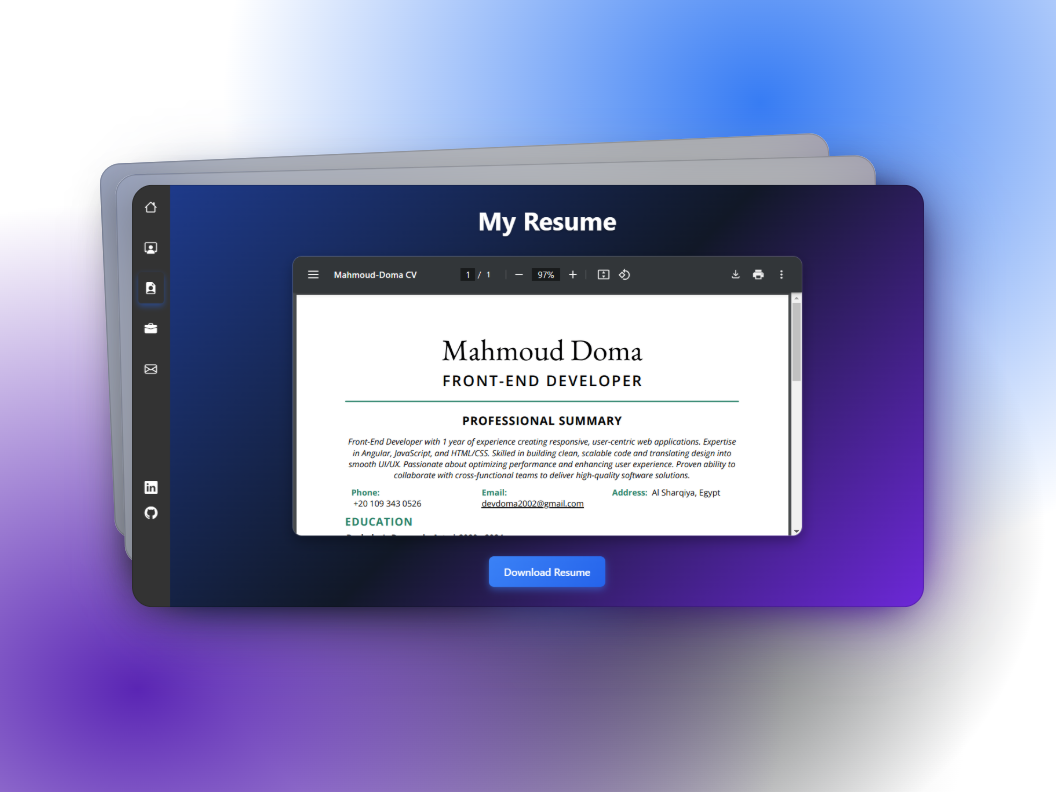 My Resume
Mahmoud-Doma CV 1 / 1 97%
Mahmoud Doma
FRONT-END DEVELOPER
PROFESSIONAL SUMMARY
Front-End Developer with 1 year of experience creating responsive, user-centric web applications. Expertise
in Angular, JavaScript, and HTML/CSS. Skilled in building clean, scalable code and translating design into
smooth UI/UX. Passionate about optimizing performance and enhancing user experience. Proven ability to
collaborate with cross-functional teams to deliver high-quality software solutions.
Phone: Email: Address: Al Sharqiya, Egypt
+20 109 343 0526 devdoma2002@gmail.com
EDUCATION
Download Resume